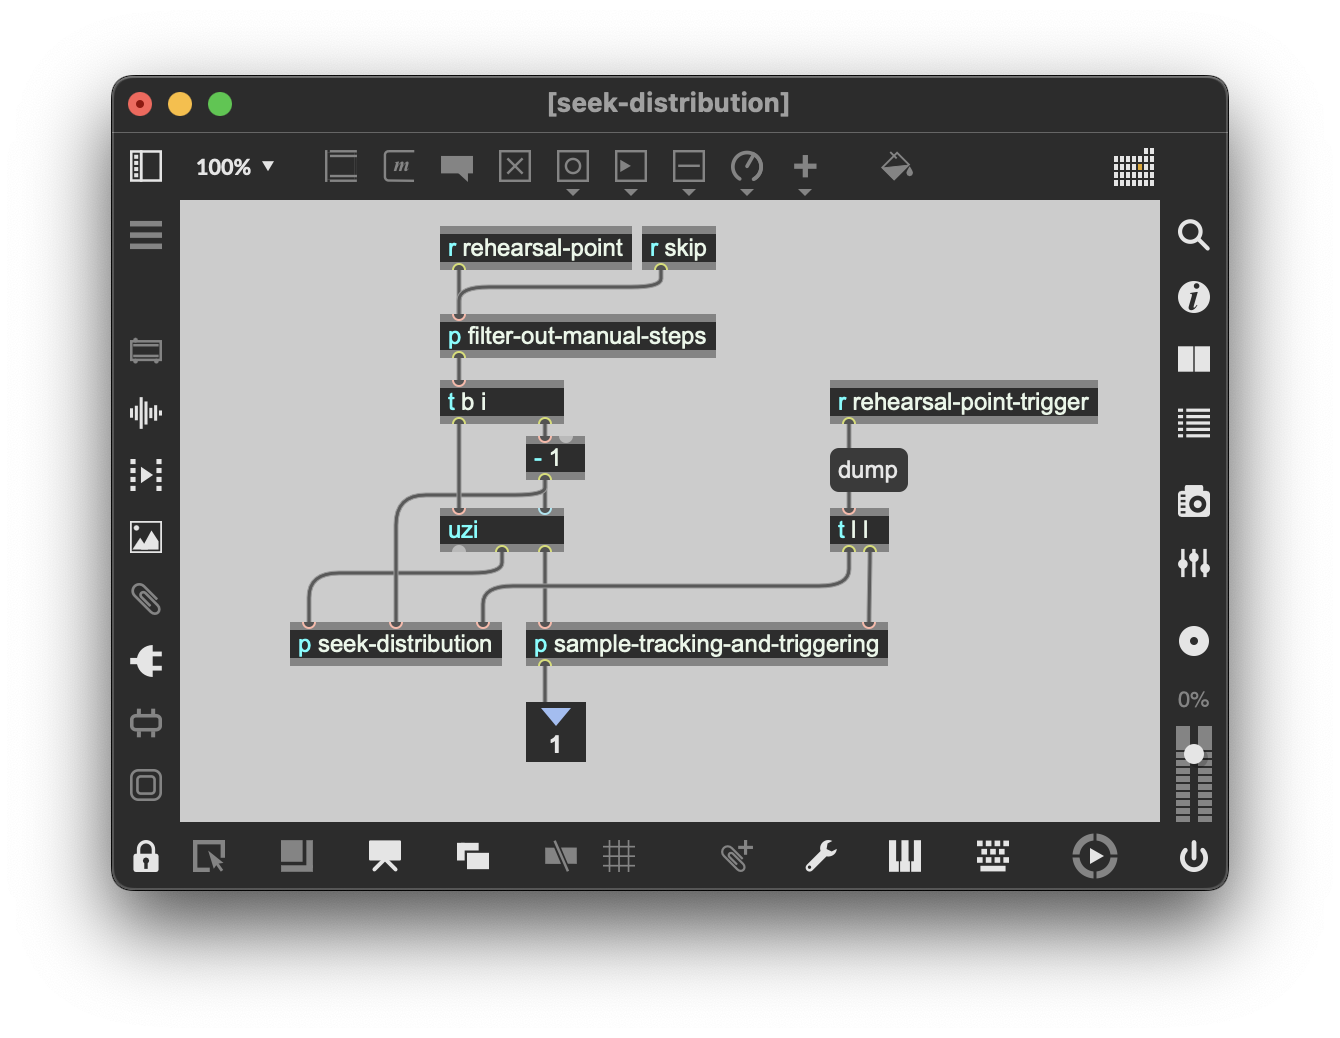 [seek-distribution]
100%
m
r rehearsal-point
r skip
p filter-out-manual-steps
t b i
r rehearsal-point-trigger
- 1
dump
uzi
t l l
p seek-distribution
p sample-tracking-and-triggering
1
i
0%